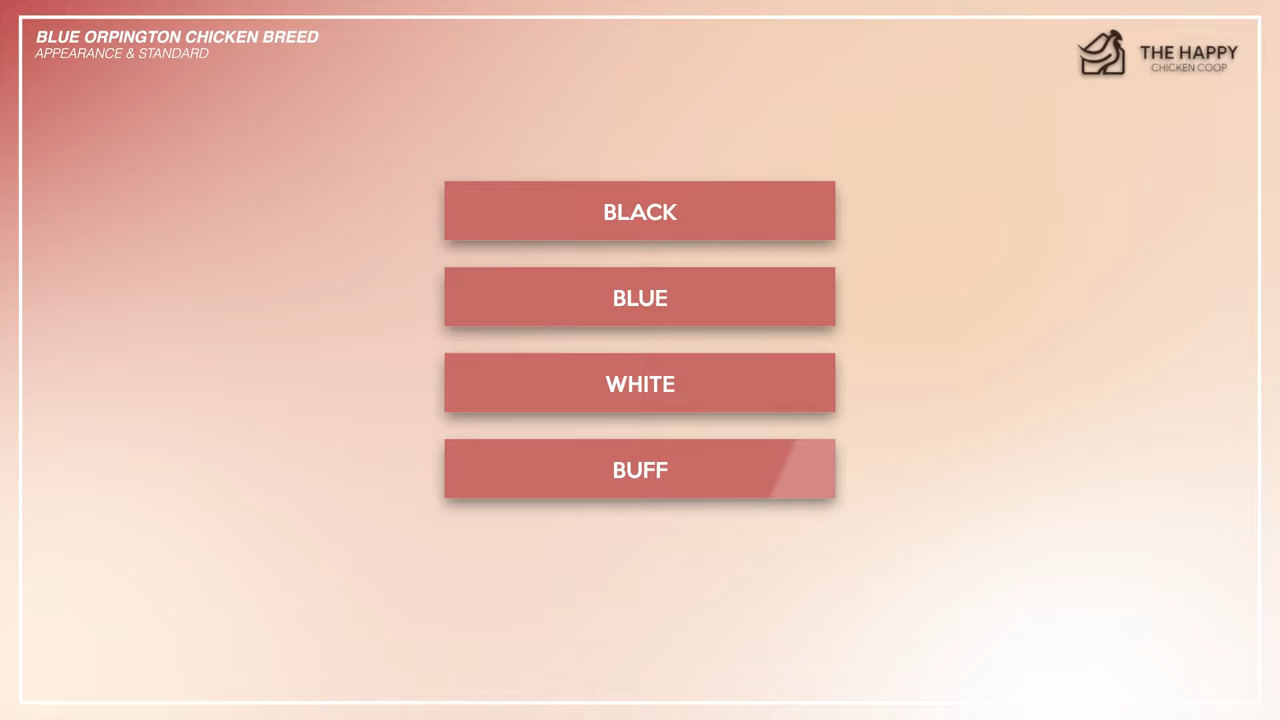 BLUE ORPINGTON CHICKEN BREED
APPEARANCE & STANDARD
THE HAPPY
CHICKEN COOP
BLACK
BLUE
WHITE
BUFF